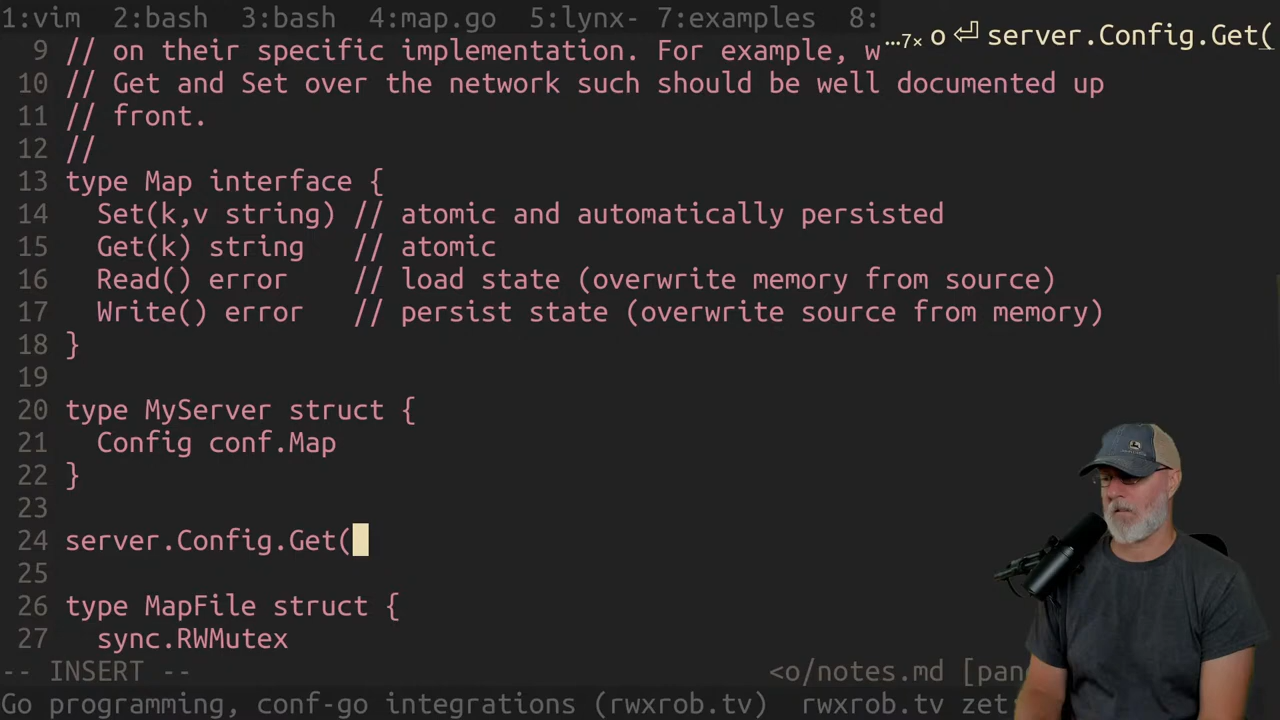 1:vim  2:bash  3:bash  4:map.go  5:lynx- 7:examples  8:
…7× o ⏎ server.Config.Get(
9 // on their specific implementation. For example, w
10 // Get and Set over the network such should be well documented up
11 // front.
12 //
13 type Map interface {
14   Set(k,v string) // atomic and automatically persisted
15   Get(k) string   // atomic
16   Read() error    // load state (overwrite memory from source)
17   Write() error   // persist state (overwrite source from memory)
18 }
19
20 type MyServer struct {
21   Config conf.Map
22 }
23
24 server.Config.Get(
25
26 type MapFile struct {
27   sync.RWMutex
-- INSERT --                    <o/notes.md [pan
Go programming, conf-go integrations (rwxrob.tv)  rwxrob.tv zet: